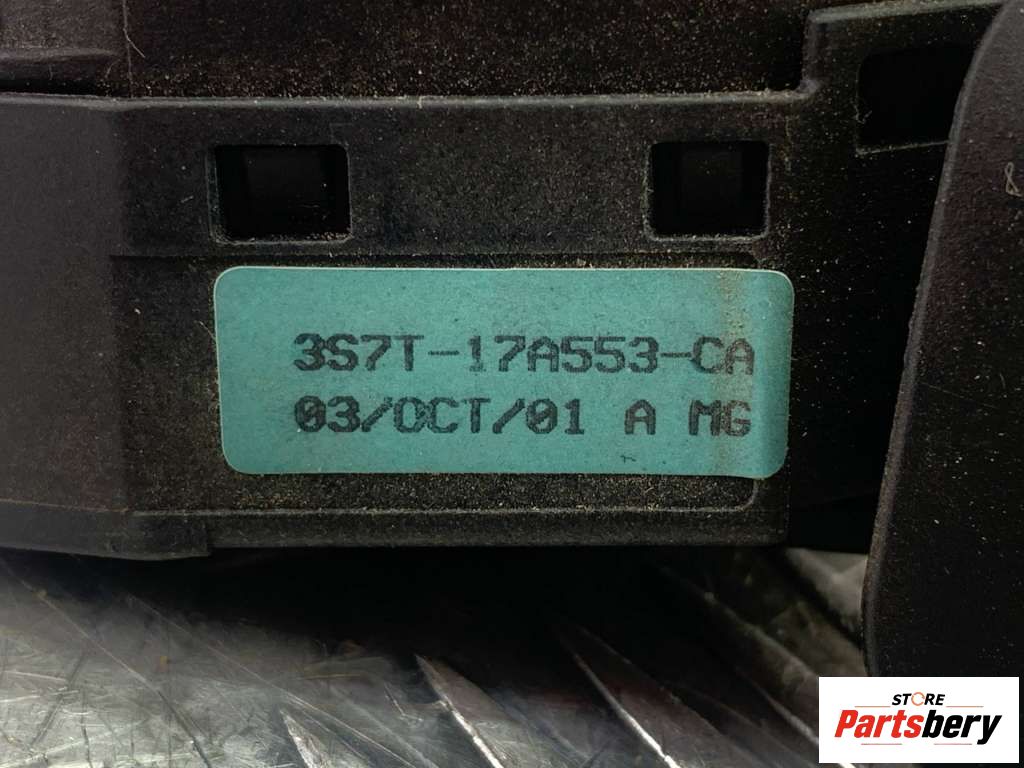 3S7T-17A553-CA
03/OCT/01 A MG
STORE
Partsbery